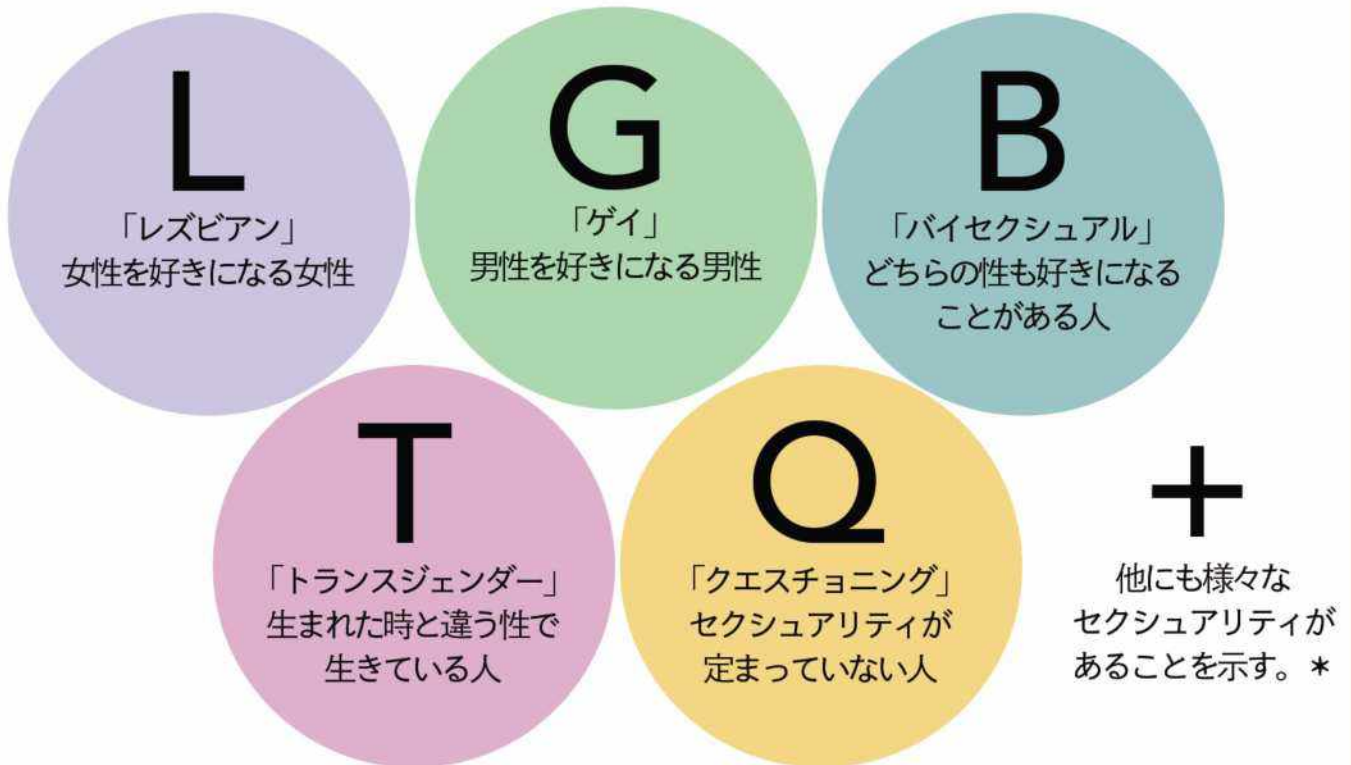 L
「レズビアン」
女性を好きになる女性
G
「ゲイ」
男性を好きになる男性
B
「バイセクシュアル」
どちらの性も好きになる
ことがある人
T
「トランスジェンダー」
生まれた時と違う性で
生きている人
Q
「クエスチョニング」
セクシュアリティが
定まっていない人
+
他にも様々な
セクシュアリティが
あることを示す。*